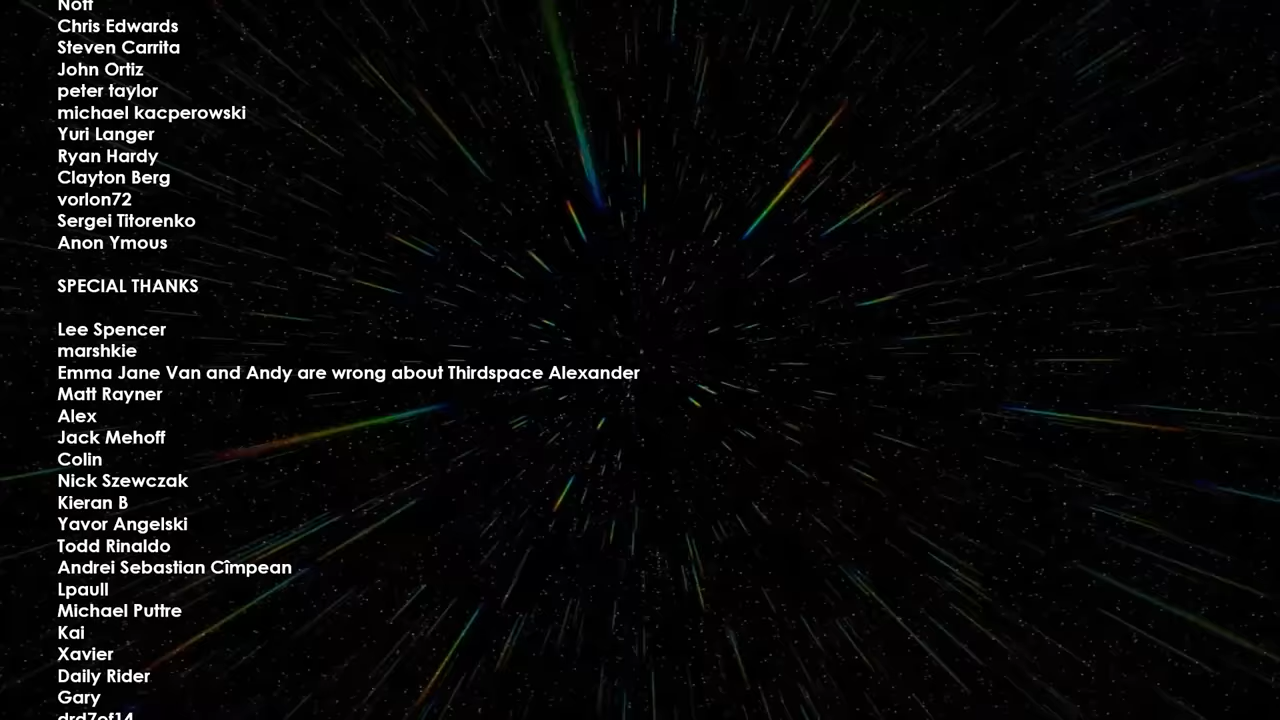 Noff
Chris Edwards
Steven Carrita
John Ortiz
peter taylor
michael kacperowski
Yuri Langer
Ryan Hardy
Clayton Berg
vorlon72
Sergei Titorenko
Anon Ymous
SPECIAL THANKS
Lee Spencer
marshkie
Emma Jane Van and Andy are wrong about Thirdspace Alexander
Matt Rayner
Alex
Jack Mehoff
Colin
Nick Szewczak
Kieran B
Yavor Angelski
Todd Rinaldo
Andrei Sebastian Cîmpean
Lpaull
Michael Puttre
Kai
Xavier
Daily Rider
Gary
drd7of14